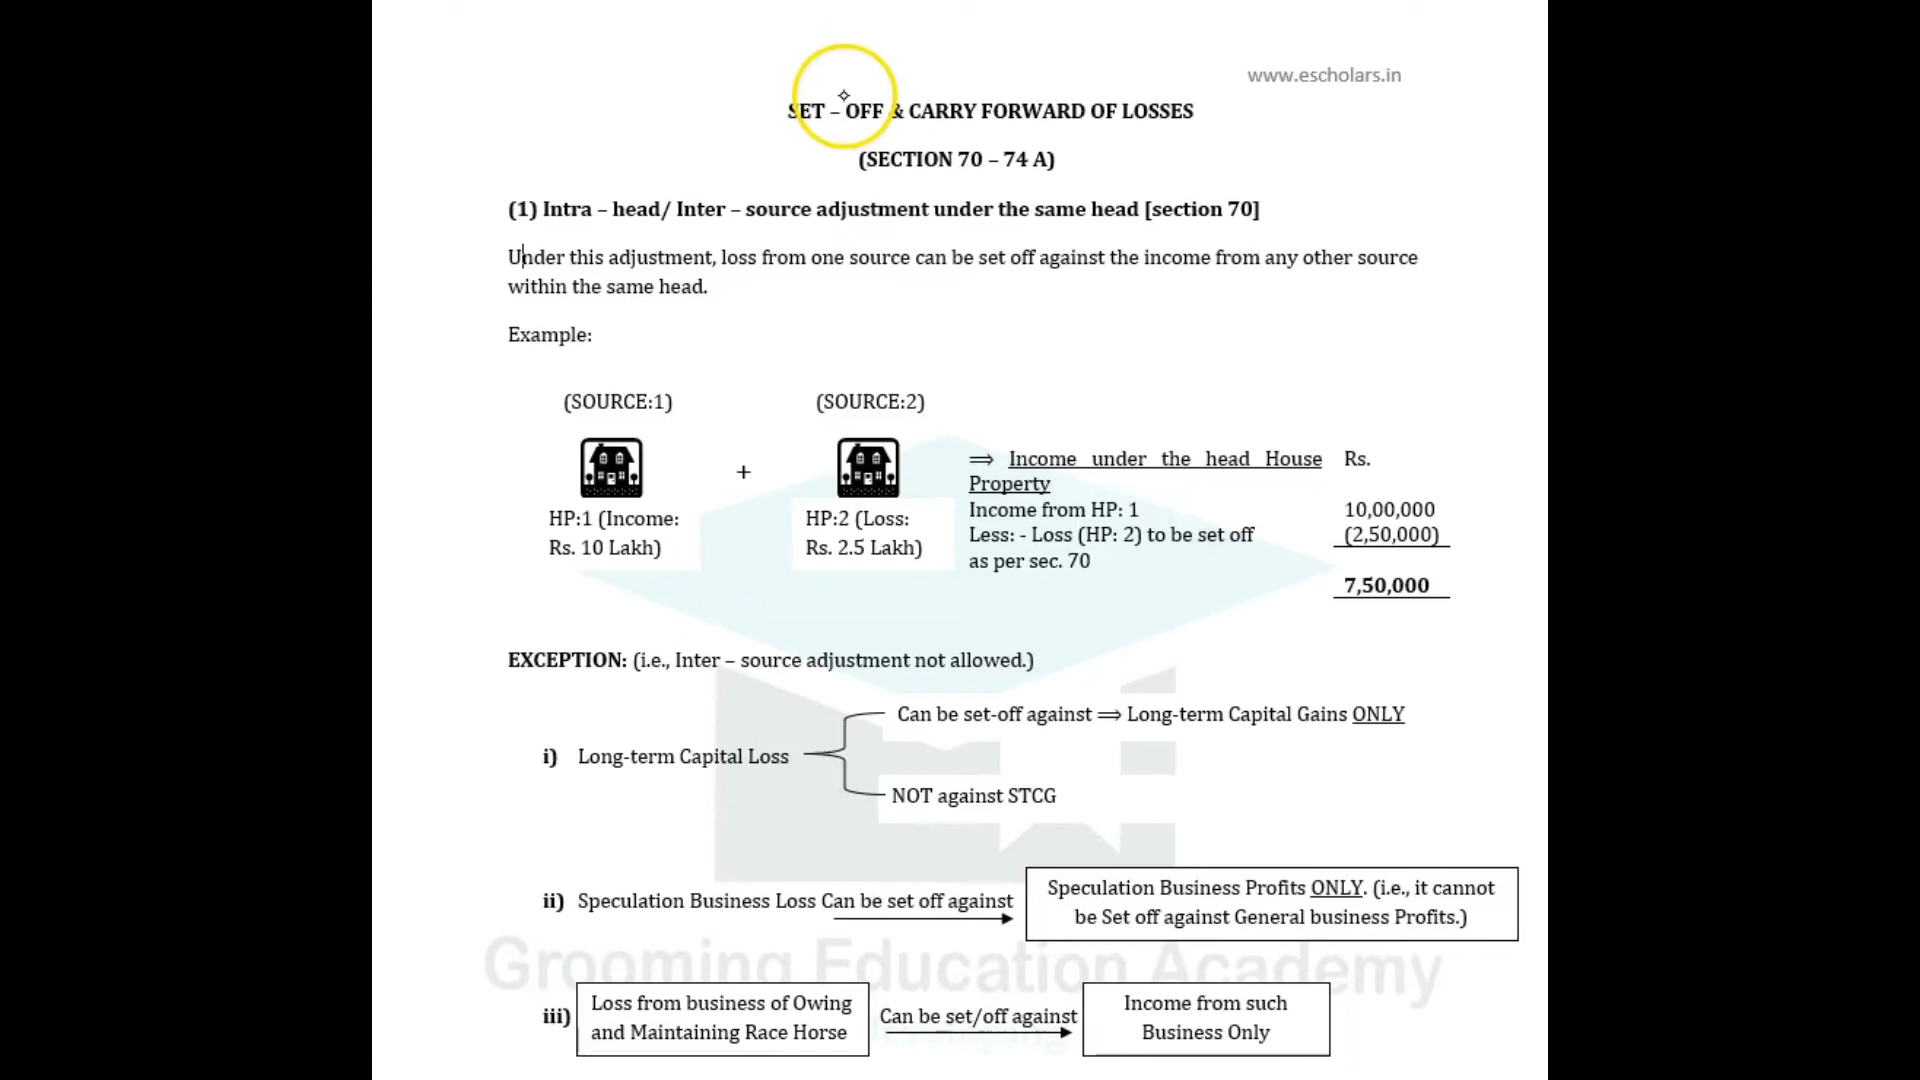 www.escholars.in
SET – OFF & CARRY FORWARD OF LOSSES
(SECTION 70 – 74 A)
(1) Intra – head/ Inter – source adjustment under the same head [section 70]
Under this adjustment, loss from one source can be set off against the income from any other source
within the same head.
Example:
(SOURCE:1) (SOURCE:2)
+
HP:1 (Income:
Rs. 10 Lakh)
HP:2 (Loss:
Rs. 2.5 Lakh)
⟹ Income under the head House Rs.
Property
Income from HP: 1 10,00,000
Less: - Loss (HP: 2) to be set off (2,50,000)
as per sec. 70
7,50,000
EXCEPTION: (i.e., Inter – source adjustment not allowed.)
Can be set-off against ⟹ Long-term Capital Gains ONLY
i) Long-term Capital Loss
NOT against STCG
ii) Speculation Business Loss Can be set off against
Speculation Business Profits ONLY. (i.e., it cannot
be Set off against General business Profits.)
Grooming Education Academy
iii) Loss from business of Owing
and Maintaining Race Horse
Can be set/off against
Income from such
Business Only